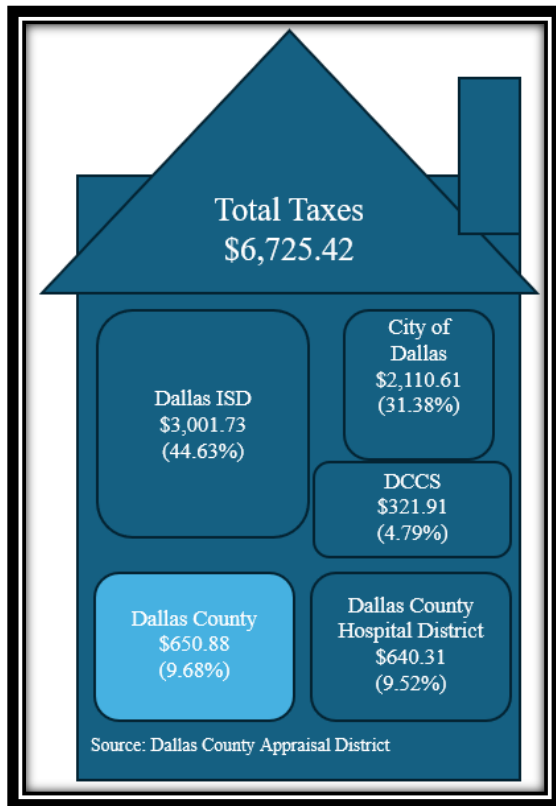 Total Taxes
$6,725.42
Dallas ISD
$3,001.73
(44.63%)
City of
Dallas
$2,110.61
(31.38%)
DCCS
$321.91
(4.79%)
Dallas County
$650.88
(9.68%)
Dallas County
Hospital District
$640.31
(9.52%)
Source: Dallas County Appraisal District